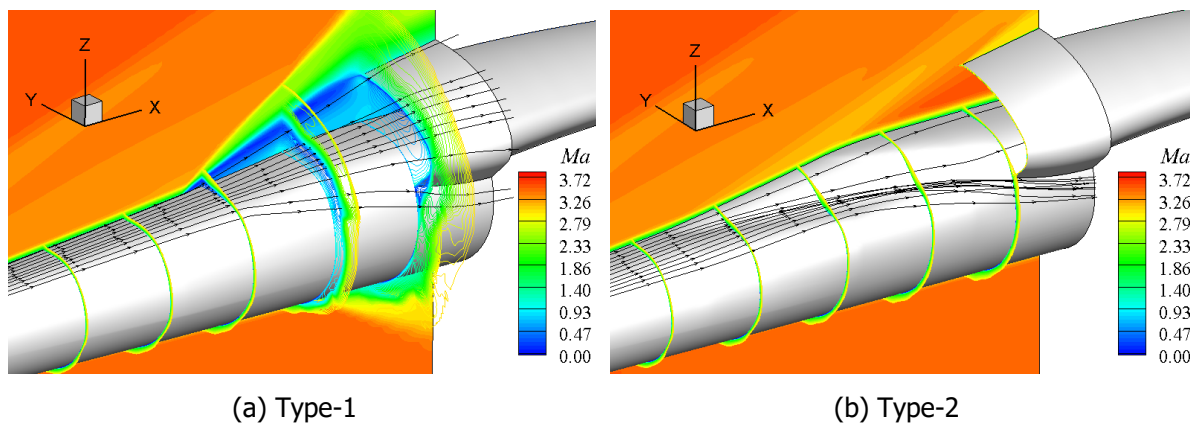 Z
Y
X
Ma
3.72
3.26
2.79
2.33
1.86
1.40
0.93
0.47
0.00
(a) Type-1
Z
Y
X
Ma
3.72
3.26
2.79
2.33
1.86
1.40
0.93
0.47
0.00
(b) Type-2